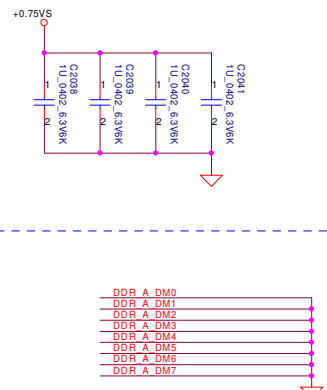 +0.75VS
C2038
1U_0402_6.3V6K
1
2
C2039
1U_0402_6.3V6K
1
2
C2040
1U_0402_6.3V6K
1
2
C2041
1U_0402_6.3V6K
1
2
DDR_A_DM0
DDR_A_DM1
DDR_A_DM2
DDR_A_DM3
DDR_A_DM4
DDR_A_DM5
DDR_A_DM6
DDR_A_DM7